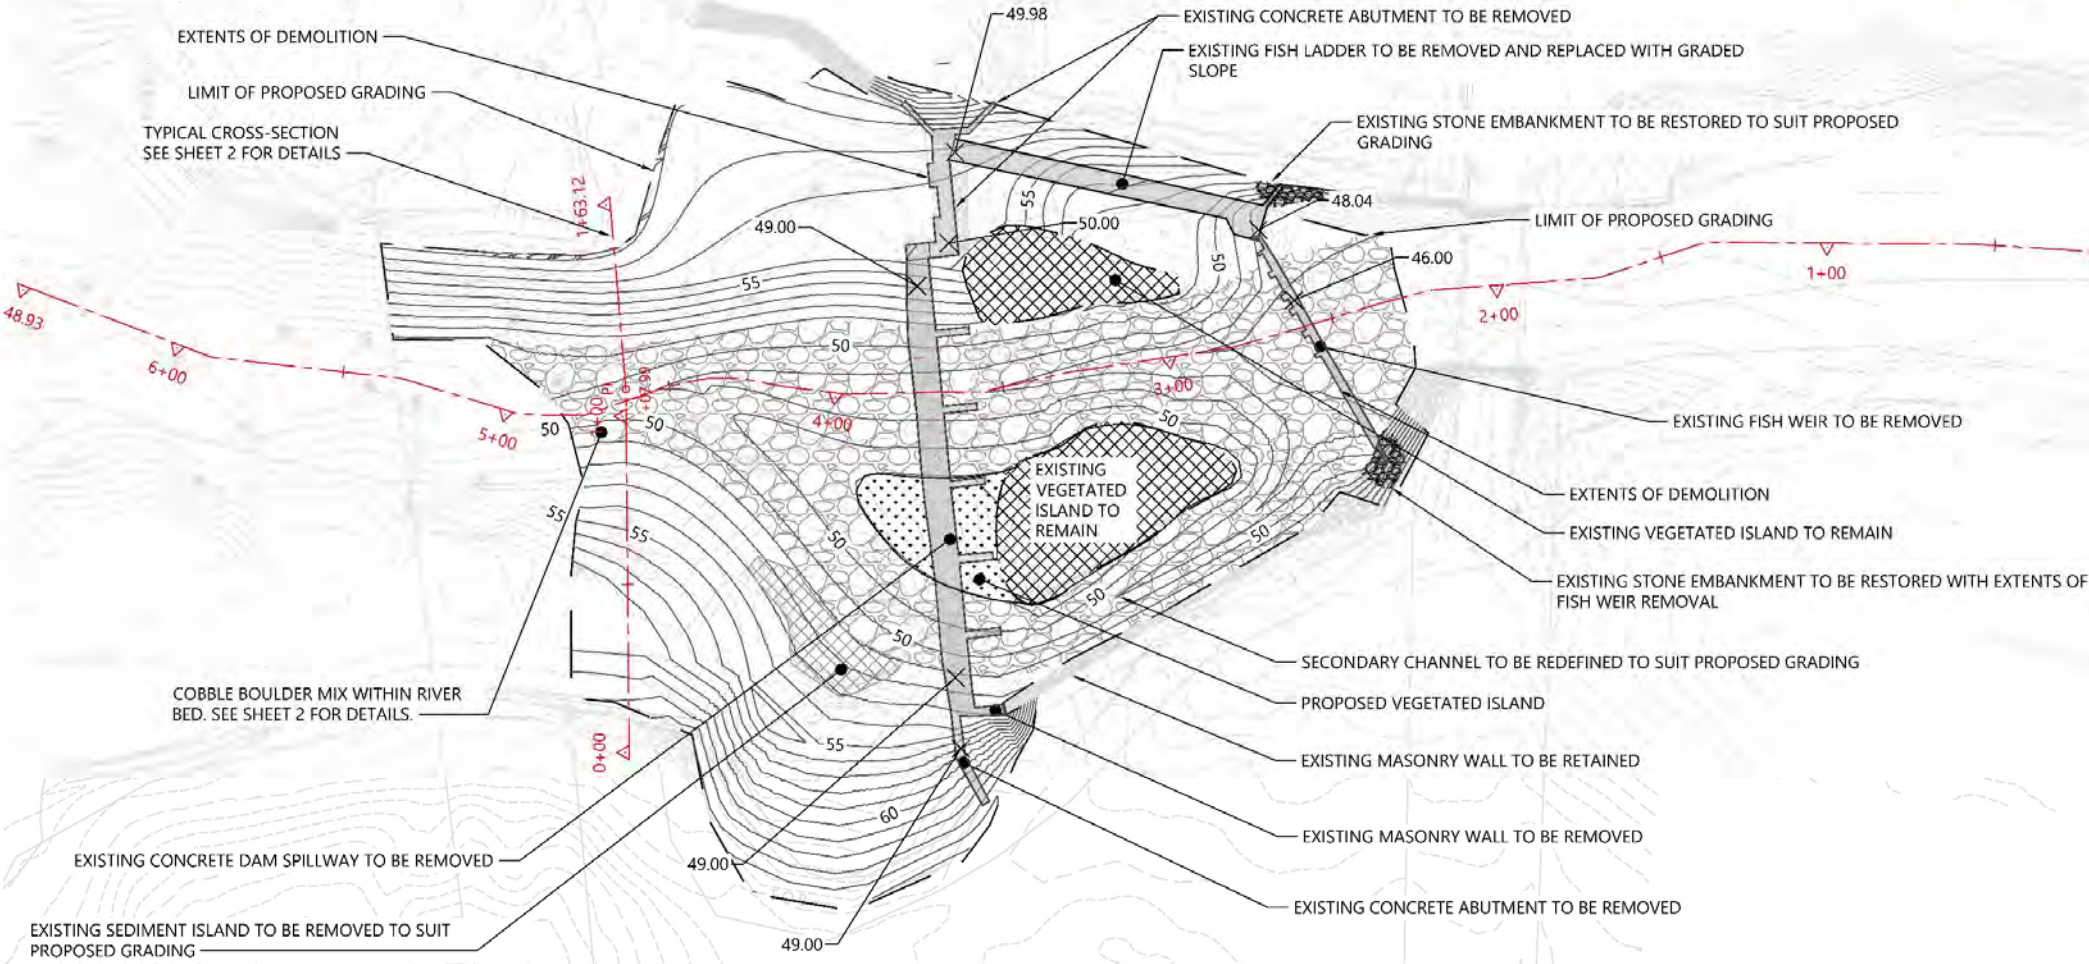 49.98
EXISTING CONCRETE ABUTMENT TO BE REMOVED
EXTENTS OF DEMOLITION
EXISTING FISH LADDER TO BE REMOVED AND REPLACED WITH GRADED
SLOPE
LIMIT OF PROPOSED GRADING
TYPICAL CROSS-SECTION
SEE SHEET 2 FOR DETAILS
EXISTING STONE EMBANKMENT TO BE RESTORED TO SUIT PROPOSED
GRADING
1+63.12
55
48.04
49.00
50.00
LIMIT OF PROPOSED GRADING
46.00
50
1+00
55
48.93
2+00
50
6+00
3+00
PI
+07.99
4+00
5+00
50
50
50
EXISTING FISH WEIR TO BE REMOVED
EXISTING
VEGETATED
ISLAND TO
REMAIN
EXTENTS OF DEMOLITION
55
55
50
50
EXISTING VEGETATED ISLAND TO REMAIN
EXISTING STONE EMBANKMENT TO BE RESTORED WITH EXTENTS OF
FISH WEIR REMOVAL
50
50
SECONDARY CHANNEL TO BE REDEFINED TO SUIT PROPOSED GRADING
COBBLE BOULDER MIX WITHIN RIVER
BED. SEE SHEET 2 FOR DETAILS.
PROPOSED VEGETATED ISLAND
0+00
55
EXISTING MASONRY WALL TO BE RETAINED
60
EXISTING MASONRY WALL TO BE REMOVED
EXISTING CONCRETE DAM SPILLWAY TO BE REMOVED
49.00
EXISTING CONCRETE ABUTMENT TO BE REMOVED
EXISTING SEDIMENT ISLAND TO BE REMOVED TO SUIT
PROPOSED GRADING
49.00